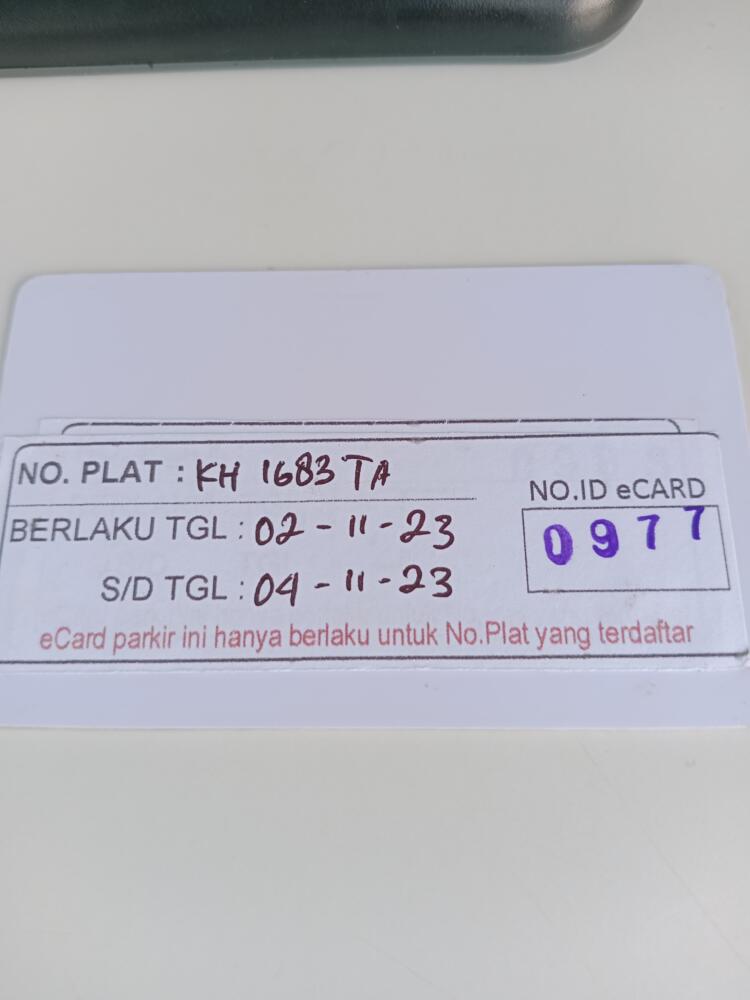 NO. PLAT : KH 1683 TA
NO.ID eCARD
BERLAKU TGL : 02 - 11 - 23
0977
S/D TGL : 04 - 11 - 23
eCard parkir ini hanya berlaku untuk No.Plat yang terdaftar